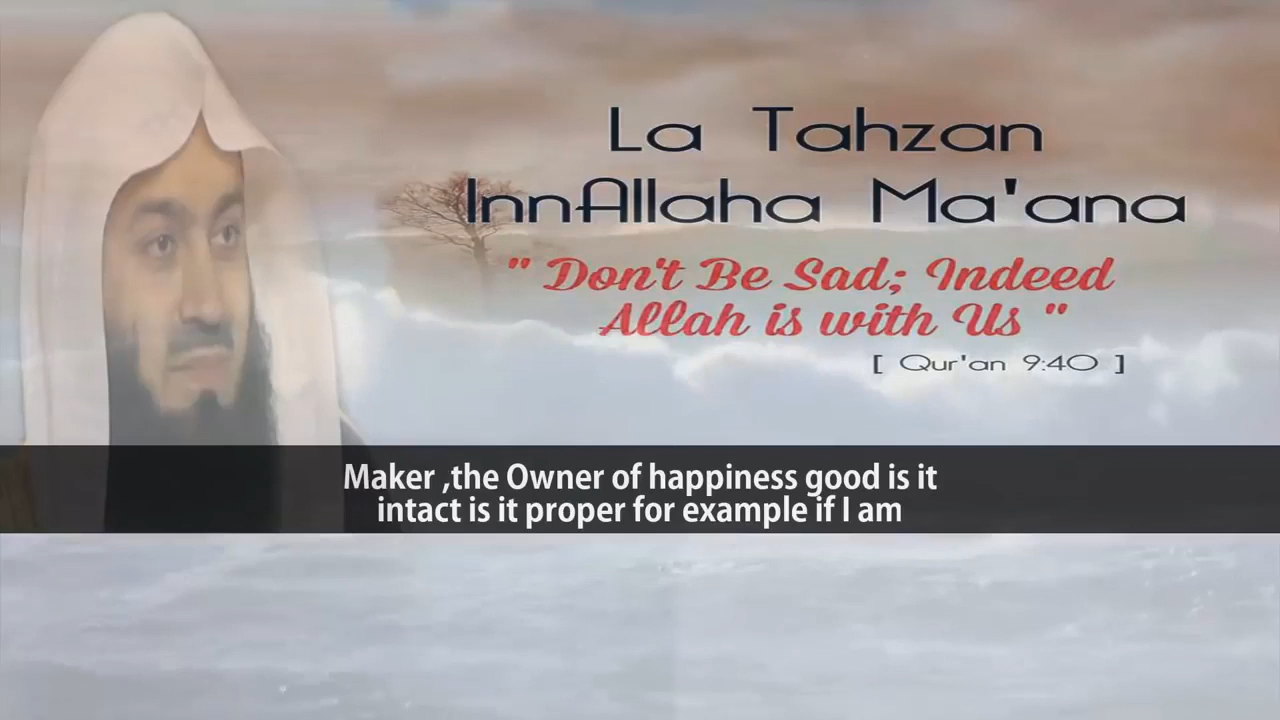 La Tahzan
InnAllaha Ma'ana
" Don't Be Sad; Indeed
Allah is with Us "
[ Qur'an 9:40 ]
Maker ,the Owner of happiness good is it
intact is it proper for example if I am